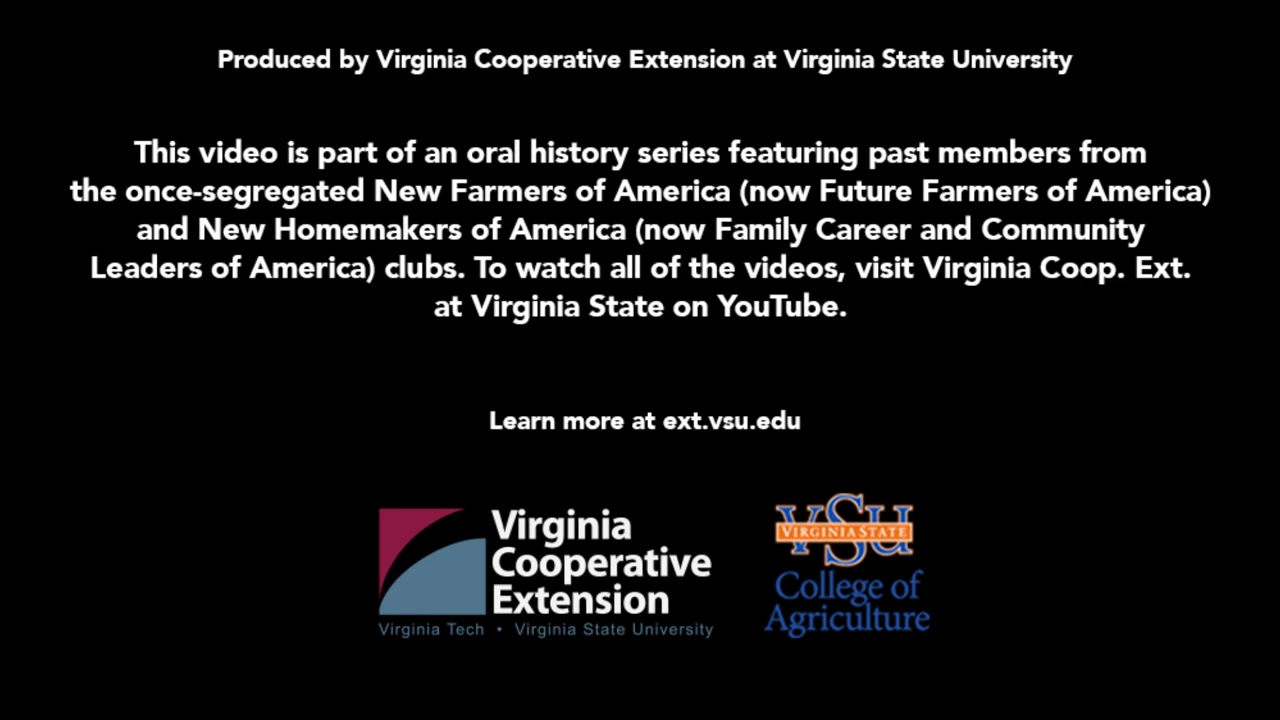 Produced by Virginia Cooperative Extension at Virginia State University
This video is part of an oral history series featuring past members from
the once-segregated New Farmers of America (now Future Farmers of America)
and New Homemakers of America (now Family Career and Community
Leaders of America) clubs. To watch all of the videos, visit Virginia Coop. Ext.
at Virginia State on YouTube.
Learn more at ext.vsu.edu
Virginia
Cooperative
Extension
Virginia Tech • Virginia State University
VSU
VIRGINIA STATE
College of
Agriculture